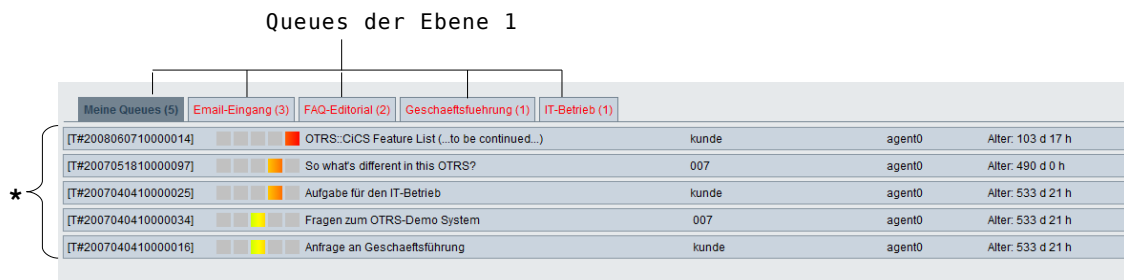 Queues der Ebene 1
Meine Queues (5) Email-Eingang (3) FAQ-Editorial (2) Geschaeftsfuehrung (1) IT-Betrieb (1)
[T#2008060710000014] OTRS::CiCS Feature List (...to be continued...) kunde agent0 Alter: 103 d 17 h
[T#2007051810000097] So what's different in this OTRS? 007 agent0 Alter: 490 d 0 h
[T#2007040410000025] Aufgabe für den IT-Betrieb kunde agent0 Alter: 533 d 21 h
[T#2007040410000034] Fragen zum OTRS-Demo System 007 agent0 Alter: 533 d 21 h
[T#2007040410000016] Anfrage an Geschaeftsführung kunde agent0 Alter: 533 d 21 h
*